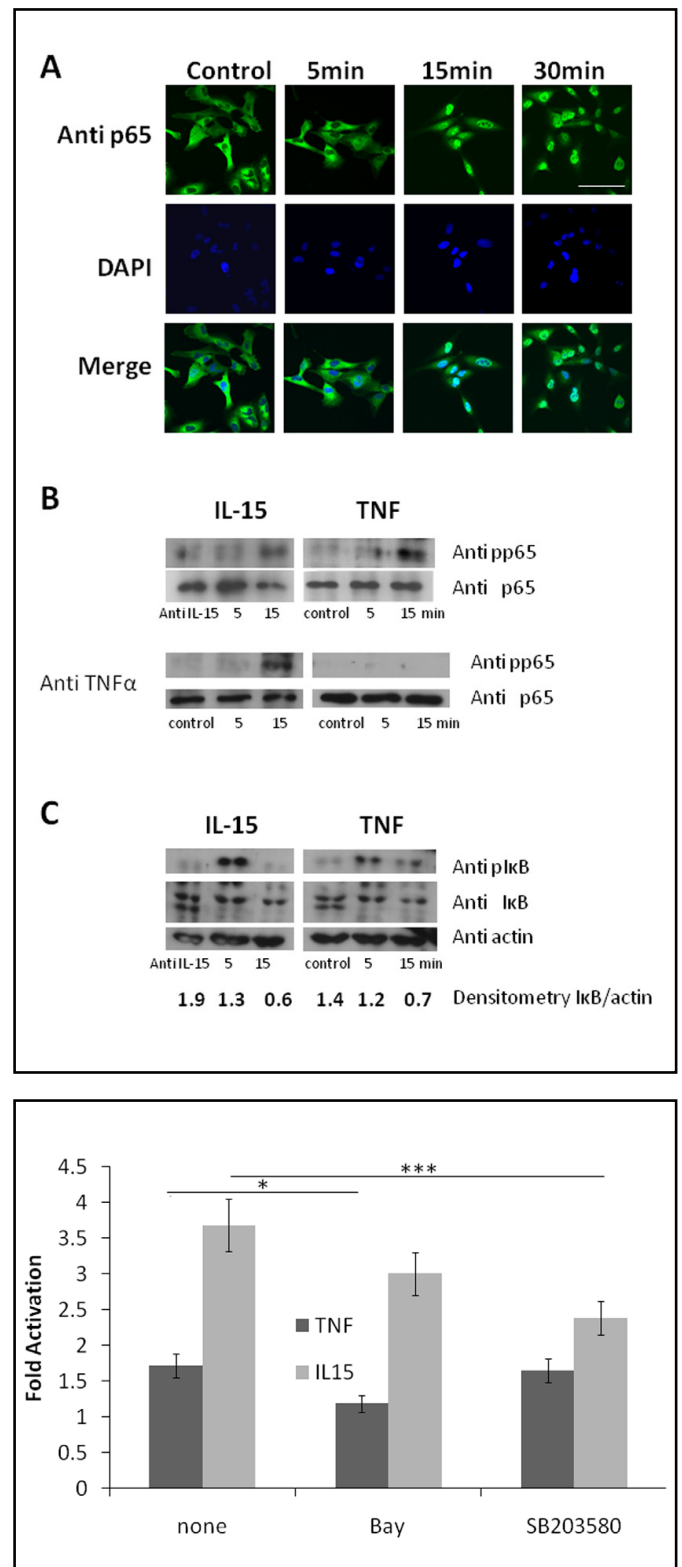 A
Control 5min 15min 30min
Anti p65
DAPI
Merge
B
IL-15 TNF
Anti pp65
Anti p65
Anti IL-15 5 15 control 5 15 min
Anti TNFα
Anti pp65
Anti p65
control 5 15 control 5 15 min
C
IL-15 TNF
Anti pIκB
Anti IκB
Anti actin
Anti IL-15 5 15 control 5 15 min
1.9 1.3 0.6 1.4 1.2 0.7 Densitometry IκB/actin
4.5
4
3.5
3
2.5
2
1.5
1
0.5
0
Fold Activation
***
*
TNF
IL15
none Bay SB203580